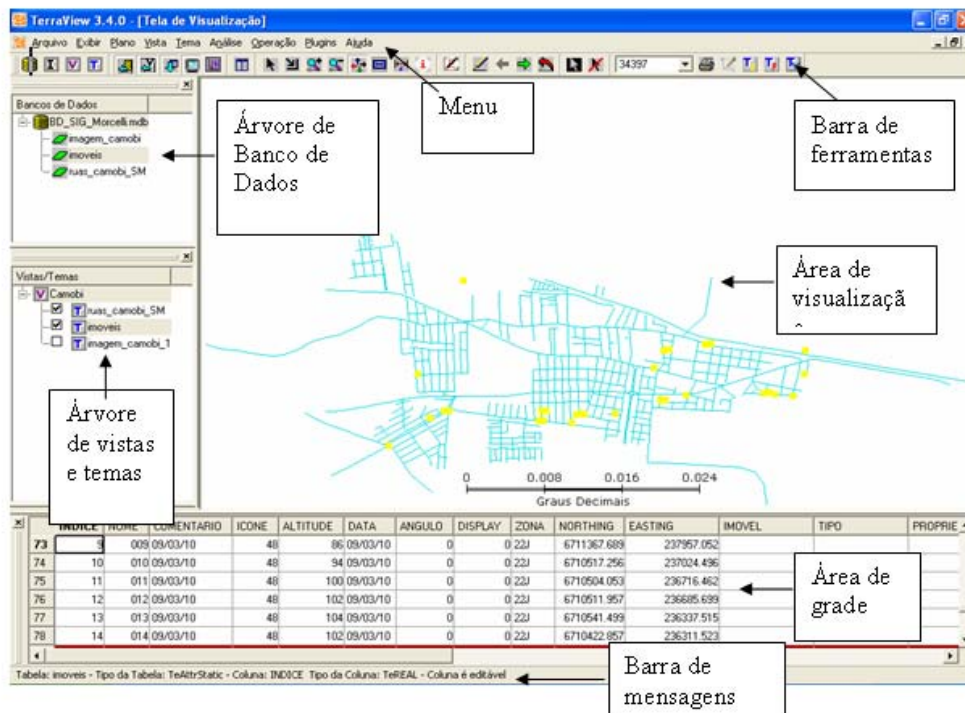 TerraView 3.4.0 - [Tela de Visualização]
Arquivo Exibir Plano Vista Tema Análise Operação Plugins Ajuda
34397
Bancos de Dados
BD_SIG_Morcelli.mdb
imagem_camobi
imoveis
ruas_camobi_SM
Árvore de
Banco de
Dados
Menu
Barra de
ferramentas
Vistas/Temas
Camobi
ruas_camobi_SM
imoveis
imagem_camobi_1
Árvore
de vistas
e temas
Área de
visualizaçã
0 0.008 0.016 0.024
Graus Decimais
INDICE NOME COMENTARIO ICONE ALTITUDE DATA ANGULO DISPLAY ZONA NORTHING EASTING IMOVEL TIPO PROPRIE
73 9 009 09/03/10 48 86 09/03/10 0 0 22J 6711367.689 237957.052
74 10 010 09/03/10 48 94 09/03/10 0 0 22J 6710517.256 237024.496
75 11 011 09/03/10 48 100 09/03/10 0 0 22J 6710504.053 236716.462
76 12 012 09/03/10 48 102 09/03/10 0 0 22J 6710511.957 236685.699
77 13 013 09/03/10 48 104 09/03/10 0 0 22J 6710541.499 236337.515
78 14 014 09/03/10 48 102 09/03/10 0 0 22J 6710422.857 236311.523
Área de
grade
Tabela: imoveis - Tipo da Tabela: TeAttrStatic - Coluna: INDICE Tipo da Coluna: TeREAL - Coluna é editável
Barra de
mensagens